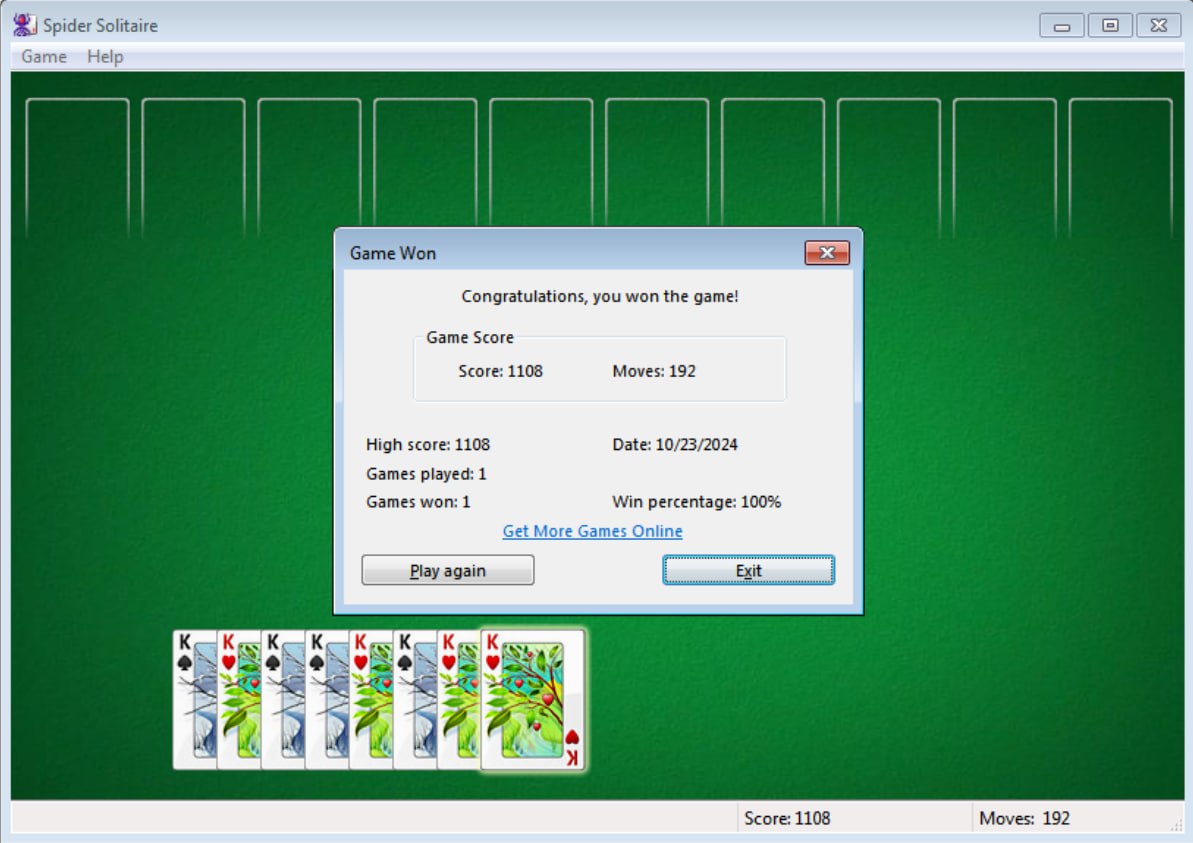 Spider Solitaire
Game Help
Game Won
Congratulations, you won the game!
Game Score
Score: 1108 Moves: 192
High score: 1108 Date: 10/23/2024
Games played: 1
Games won: 1 Win percentage: 100%
Get More Games Online
Play again Exit
K K K K K K K K
K
Score: 1108 Moves: 192